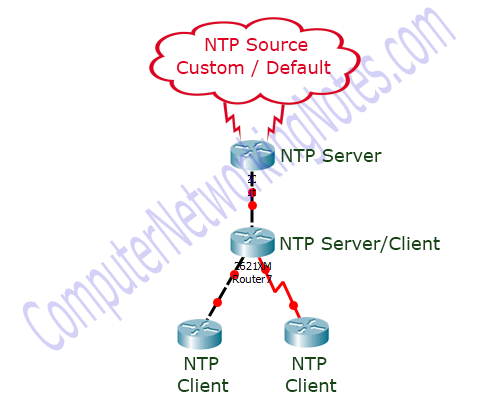 NTP Source
Custom / Default
NTP Server
NTP Server/Client
2621XM
Router7
NTP
Client
NTP
Client
ComputerNetworkingNotes.com